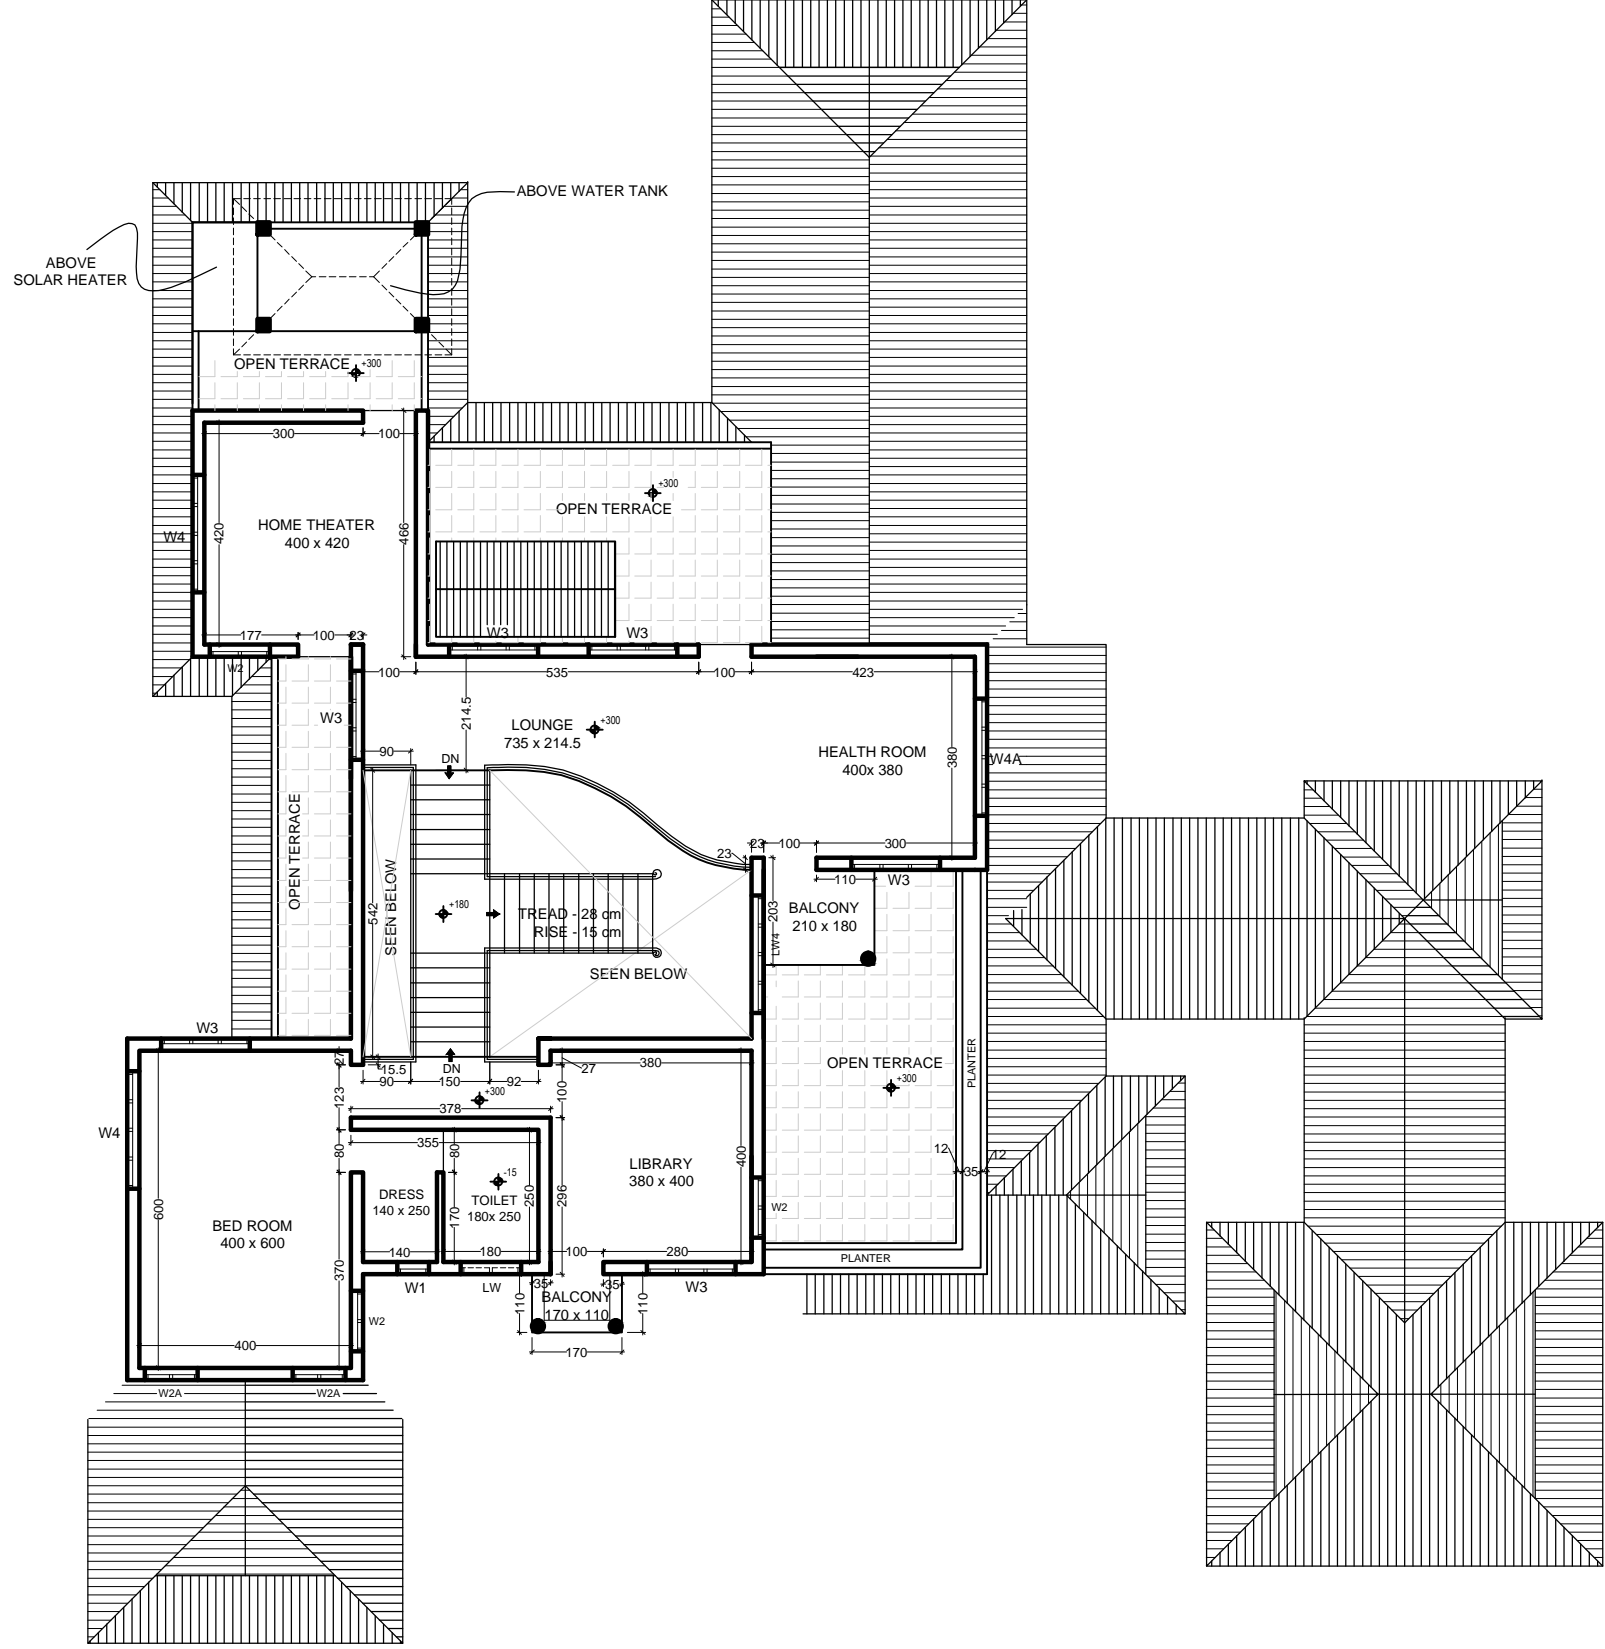 ABOVE WATER TANK
ABOVE
SOLAR HEATER
OPEN TERRACE
+300
300
100
HOME THEATER
400 x 420
420
466
W4
+300
OPEN TERRACE
W3
W3
177
100
23
W2
100
535
100
423
214.5
W3
LOUNGE
735 x 214.5
+300
HEALTH ROOM
400x 380
380
W4A
90
DN
OPEN TERRACE
542
SEEN BELOW
+180
TREAD - 28 cm
RISE - 15 cm
SEEN BELOW
23
23
100
300
110
W3
203
LW4
BALCONY
210 x 180
OPEN TERRACE
+300
PLANTER
12
35
12
PLANTER
W3
27
15.5
90
150
92
DN
27
380
100
123
+300
378
355
80
80
W4
600
BED ROOM
400 x 600
370
400
DRESS
140 x 250
140
170
-15
TOILET
180x 250
250
180
296
LIBRARY
380 x 400
400
W2
100
280
W1
LW
35
35
W3
BALCONY
170 x 110
110
110
170
W2
W2A
W2A